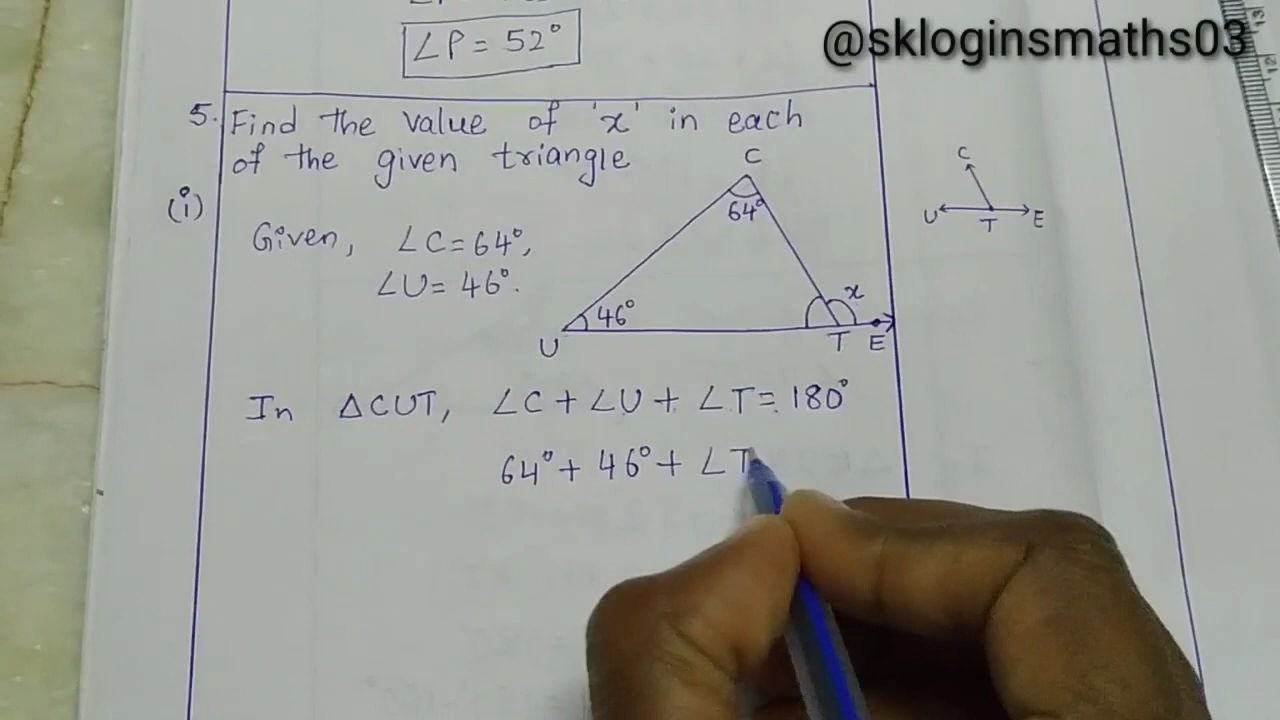 @skloginsmaths03
∠P = 52°
5. Find the value of 'x' in each
of the given triangle
(i)
Given, ∠C = 64°,
∠U = 46°.
C
64°
46°
x
U
T
E
C
U
T
E
In ΔCUT, ∠C + ∠U + ∠T = 180°
64° + 46° + ∠T